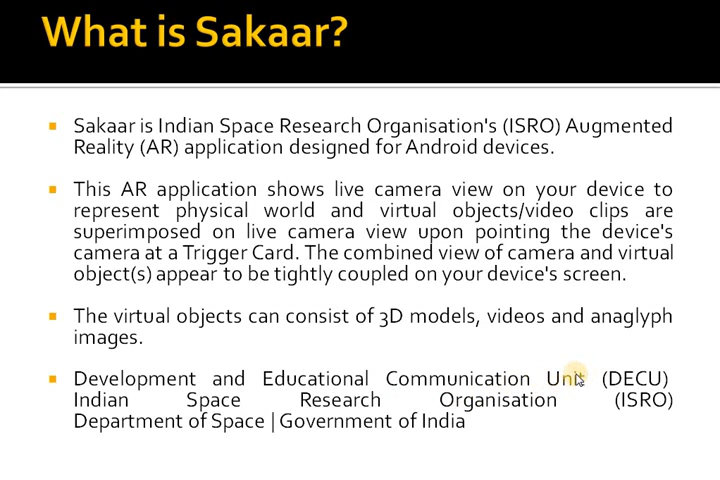 What is Sakaar?
Sakaar is Indian Space Research Organisation's (ISRO) Augmented
Reality (AR) application designed for Android devices.
This AR application shows live camera view on your device to
represent physical world and virtual objects/video clips are
superimposed on live camera view upon pointing the device's
camera at a Trigger Card. The combined view of camera and virtual
object(s) appear to be tightly coupled on your device's screen.
The virtual objects can consist of 3D models, videos and anaglyph
images.
Development and Educational Communication Unit (DECU)
Indian Space Research Organisation (ISRO)
Department of Space | Government of India